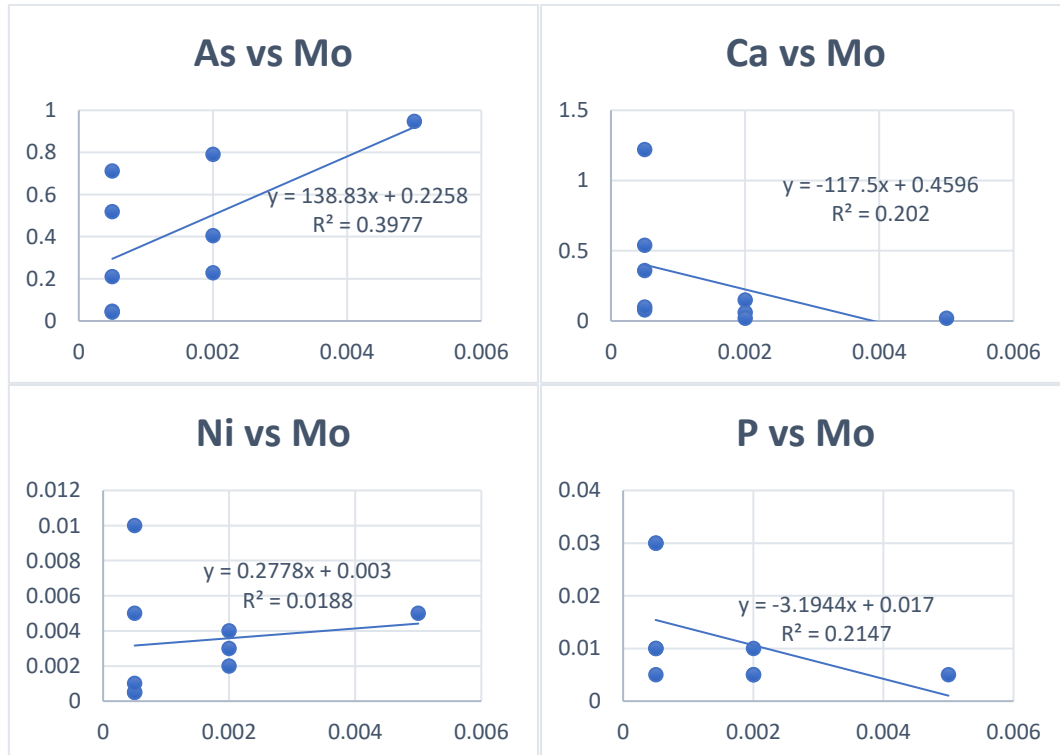 As vs Mo
1
0.8
0.6
0.4
0.2
0
y = 138.83x + 0.2258
R² = 0.3977
0 0.002 0.004 0.006
Ca vs Mo
1.5
1
0.5
0
y = -117.5x + 0.4596
R² = 0.202
0 0.002 0.004 0.006
Ni vs Mo
0.012
0.01
0.008
0.006
0.004
0.002
0
y = 0.2778x + 0.003
R² = 0.0188
0 0.002 0.004 0.006
P vs Mo
0.04
0.03
0.02
0.01
0
y = -3.1944x + 0.017
R² = 0.2147
0 0.002 0.004 0.006